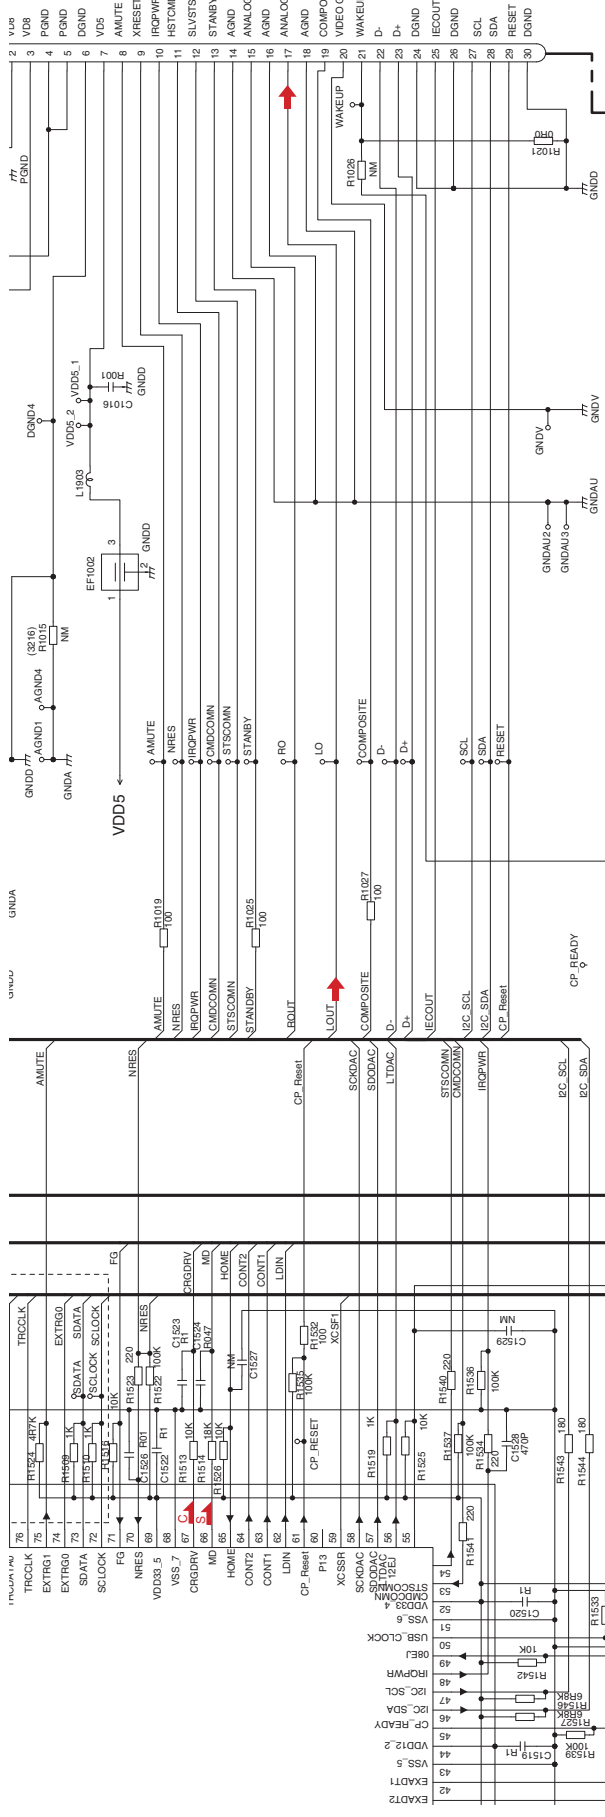 VD8
PGND
PGND
DGND
VD5
AMUTE
XRESET
IRQPWR
HSTCM
SLVSTS
STANBY
AGND
ANALO
AGND
ANALOG
AGND
COMPO
VIDEO G
WAKEU
D-
D+
DGND
IECOUT
DGND
SCL
SDA
RESET
DGND
2
3
4
5
6
7
8
9
10
11
12
13
14
15
16
17
18
19
20
21
22
23
24
25
26
27
28
29
30
PGND
WAKEUP
R1026
NM
0H0
R1021
GNDD
DGND4
VDD5_1
VDD5_2
R001
C1016
GNDD
L1903
GNDV
GNDV
GNDAU
GNDAU2
GNDAU3
EF1002
3
1
2
GNDD
(3216)
R1015
NM
AGND4
AGND1
GNDD
GNDA
VDD5
AMUTE
NRES
IRQPWR
CMDCOMN
STSCOMN
STANBY
RO
LO
COMPOSITE
D-
D+
SCL
SDA
RESET
GNDA
GNDD
R1019
100
R1025
100
R1027
100
CP_READY
AMUTE
NRES
IRQPWR
CMDCOMN
STSCOMN
STANDBY
ROUT
LOUT
COMPOSITE
D-
D+
IECOUT
I2C_SCL
I2C_SDA
CP_Reset
AMUTE
NRES
CP_Reset
SCKDAC
SDODAC
LTDAC
STSCOMN
CMDCOMN
IRQPWR
I2C_SCL
I2C_SDA
FG
CRGDRV
MD
HOME
CONT2
CONT1
LDIN
TRCCLK
EXTRG0
SDATA
SCLOCK
NRES
SDATA
SCLOCK
4R7K
R1524
1K
R1509
1K
R1510
10K
R1516
220
R1523
100K
R1522
R01
C1526
R1
C1522
C1523
R1
C1524
R047
10K
R1513
18K
R1514
10K
R1526
NM
C1527
R1532
100
R1535
100K
XCSF1
CP_RESET
1K
R1519
10K
R1525
NM
C1529
220
R1540
R1536
100K
R1537
100K
R1534
220
C1528
470P
180
R1543
180
R1544
220
R1541
C
S
76
75
74
73
72
71
70
69
68
67
66
65
64
63
62
61
60
59
58
57
56
55
TRCCLK
EXTRG1
EXTRG0
SDATA
SCLOCK
FG
NRES
VDD33_5
VSS_7
CRGDRV
MD
HOME
CONT2
CONT1
LDIN
CP_Reset
P13
XCSSR
SCKDAC
SDODAC
LTDAC
12EJ
54
STSCOMN
53
CMDCOMN
52
VDD33_4
VSS_6
51
USB_CLOCK
50
08EJ
49
IRQPWR
48
I2C_SCL
47
I2C_SDA
46
CP_READY
45
VDD12_2
44
VSS_5
43
EXADT1
42
EXADT2
R1
C1520
R1533
10K
R1542
6R8K
R1546
6R8K
R1527
R1
C1519
100K
R1539